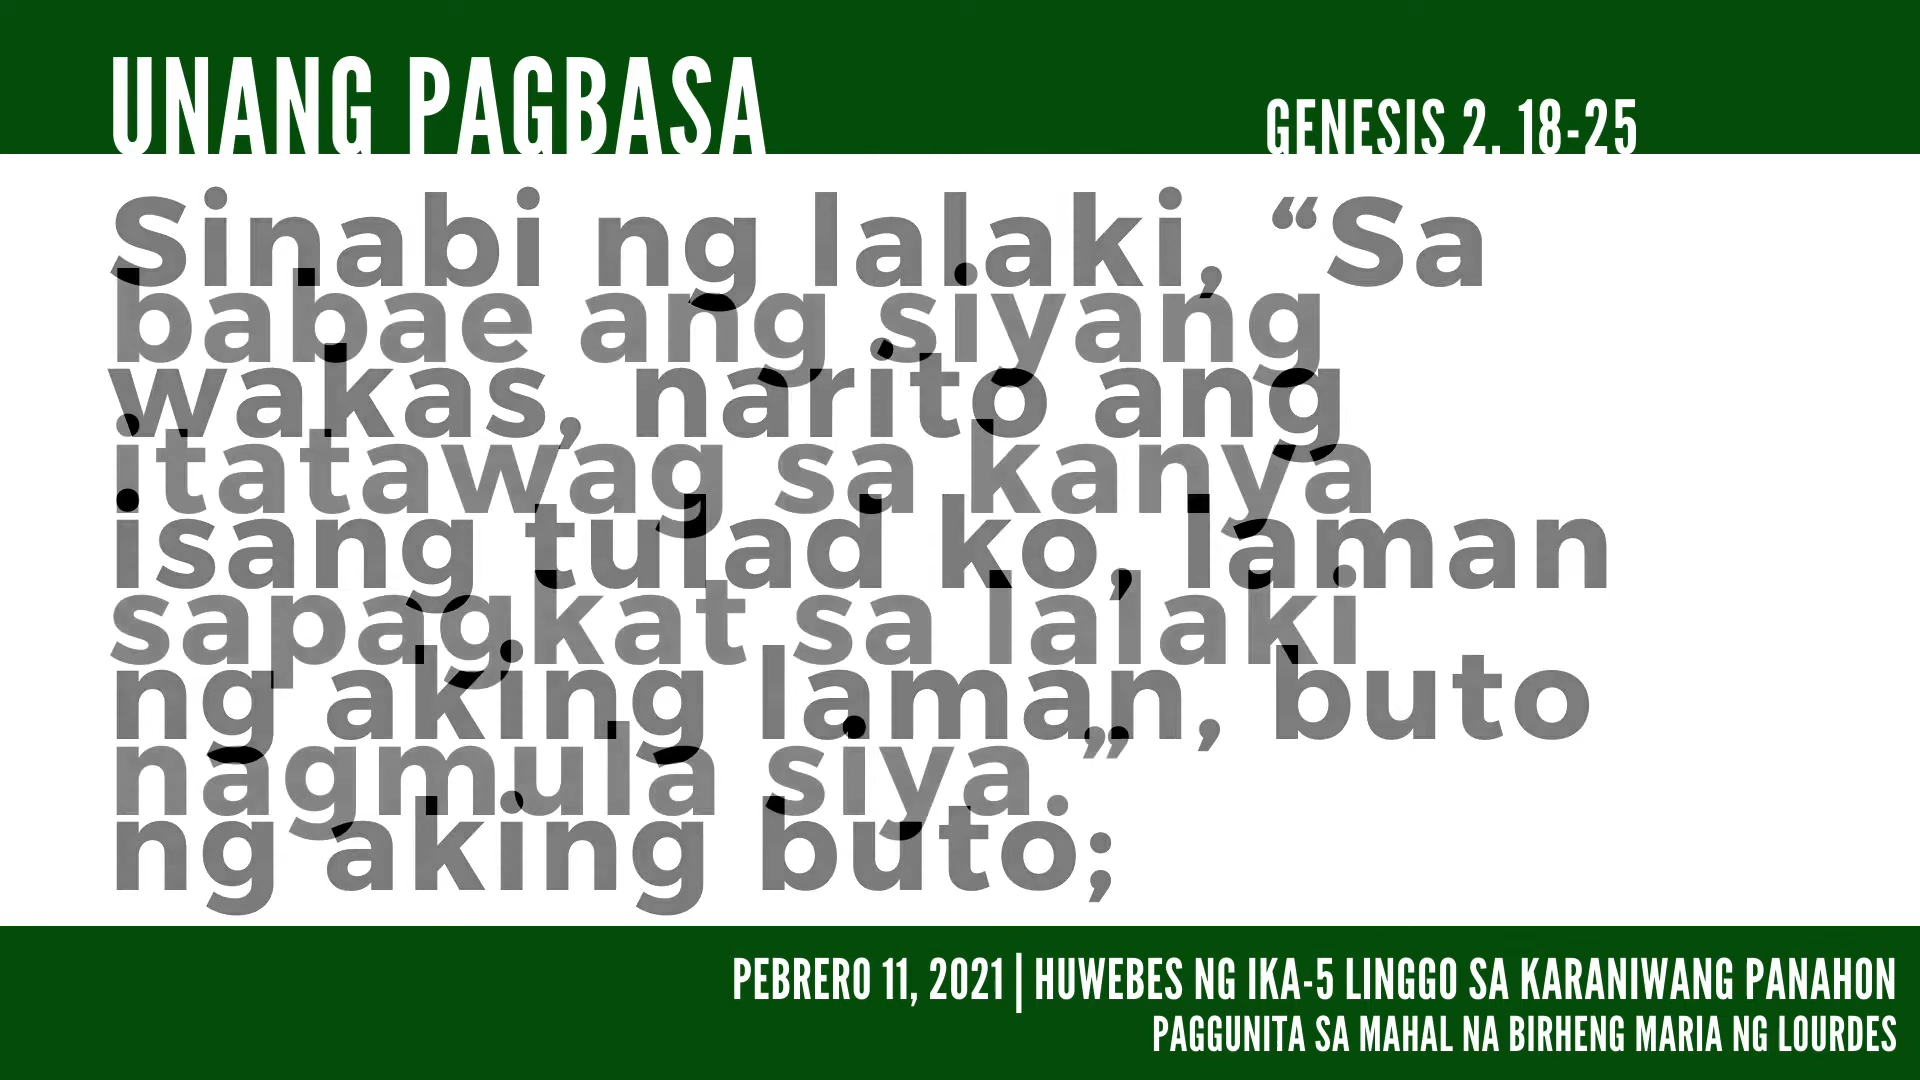 UNANG PAGBASA
GENESIS 2, 18-25
Sinabi ng lalaki, “Sa
babae ang siyang
wakas, narito ang
itatawag sa kanya
isang tulad ko, laman
sapagkat sa lalaki
ng aking laman, buto
nagmula siya.”
ng aking buto;
PEBRERO 11, 2021 | HUWEBES NG IKA-5 LINGGO SA KARANIWANG PANAHON
PAGGUNITA SA MAHAL NA BIRHENG MARIA NG LOURDES